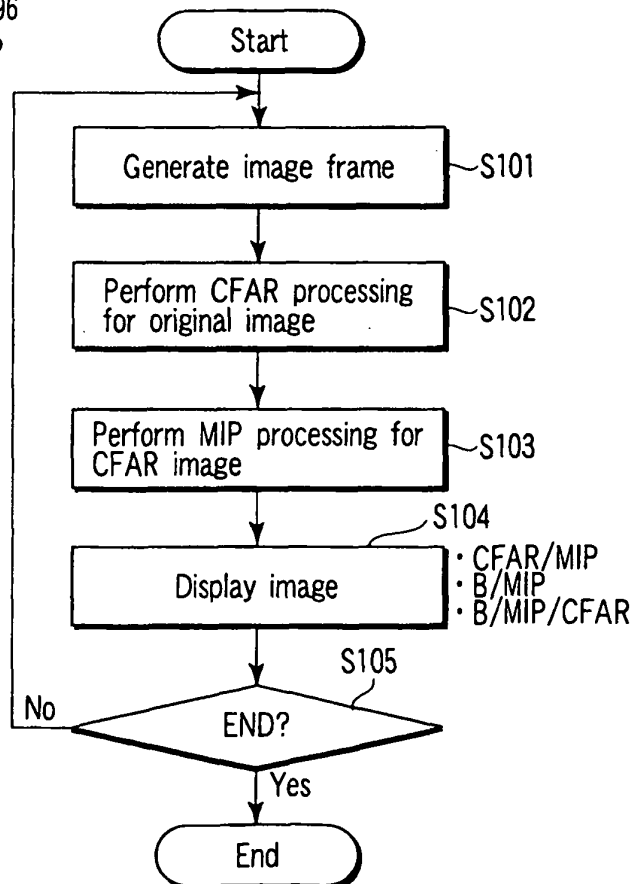 96
Start
Generate image frame
S101
Perform CFAR processing
for original image
S102
Perform MIP processing for
CFAR image
S103
S104
Display image
· CFAR/MIP
· B/MIP
· B/MIP/CFAR
S105
No
END?
Yes
End